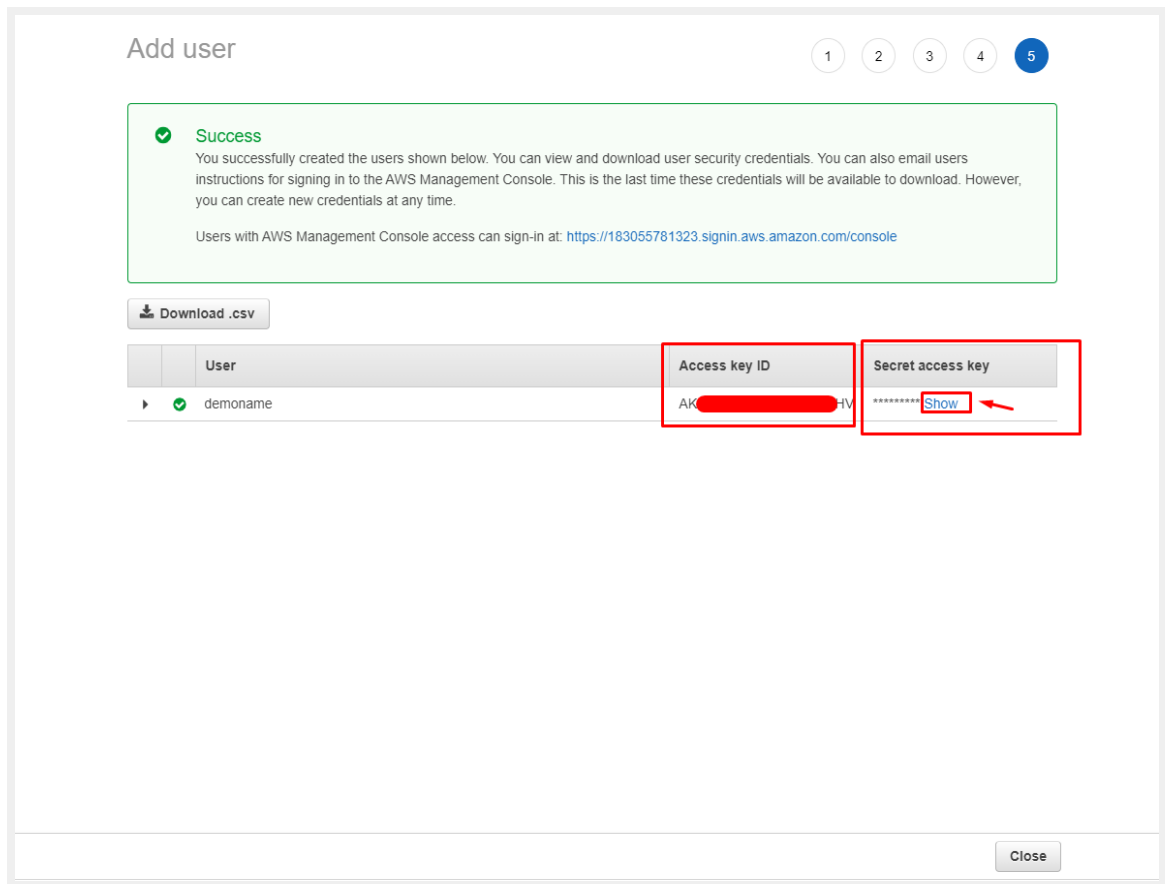 Add user
1 2 3 4 5
Success
You successfully created the users shown below. You can view and download user security credentials. You can also email users
instructions for signing in to the AWS Management Console. This is the last time these credentials will be available to download. However,
you can create new credentials at any time.
Users with AWS Management Console access can sign-in at: https://183055781323.signin.aws.amazon.com/console
Download .csv
User Access key ID Secret access key
demoname AK HV ********* Show
Close